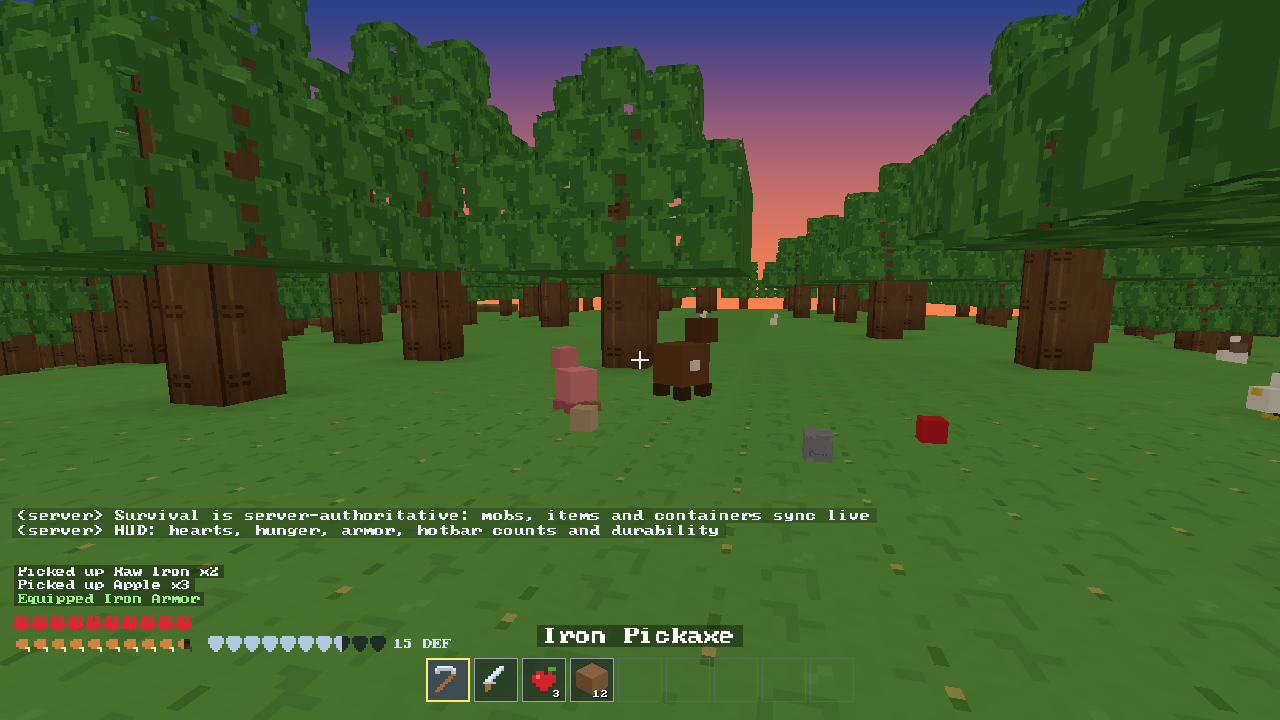 <server> Survival is server-authoritative: mobs, items and containers sync live
<server> HUD: hearts, hunger, armor, hotbar counts and durability
Picked up Raw Iron x2
Picked up Apple x3
Equipped Iron Armor
15 DEF
Iron Pickaxe
3
12